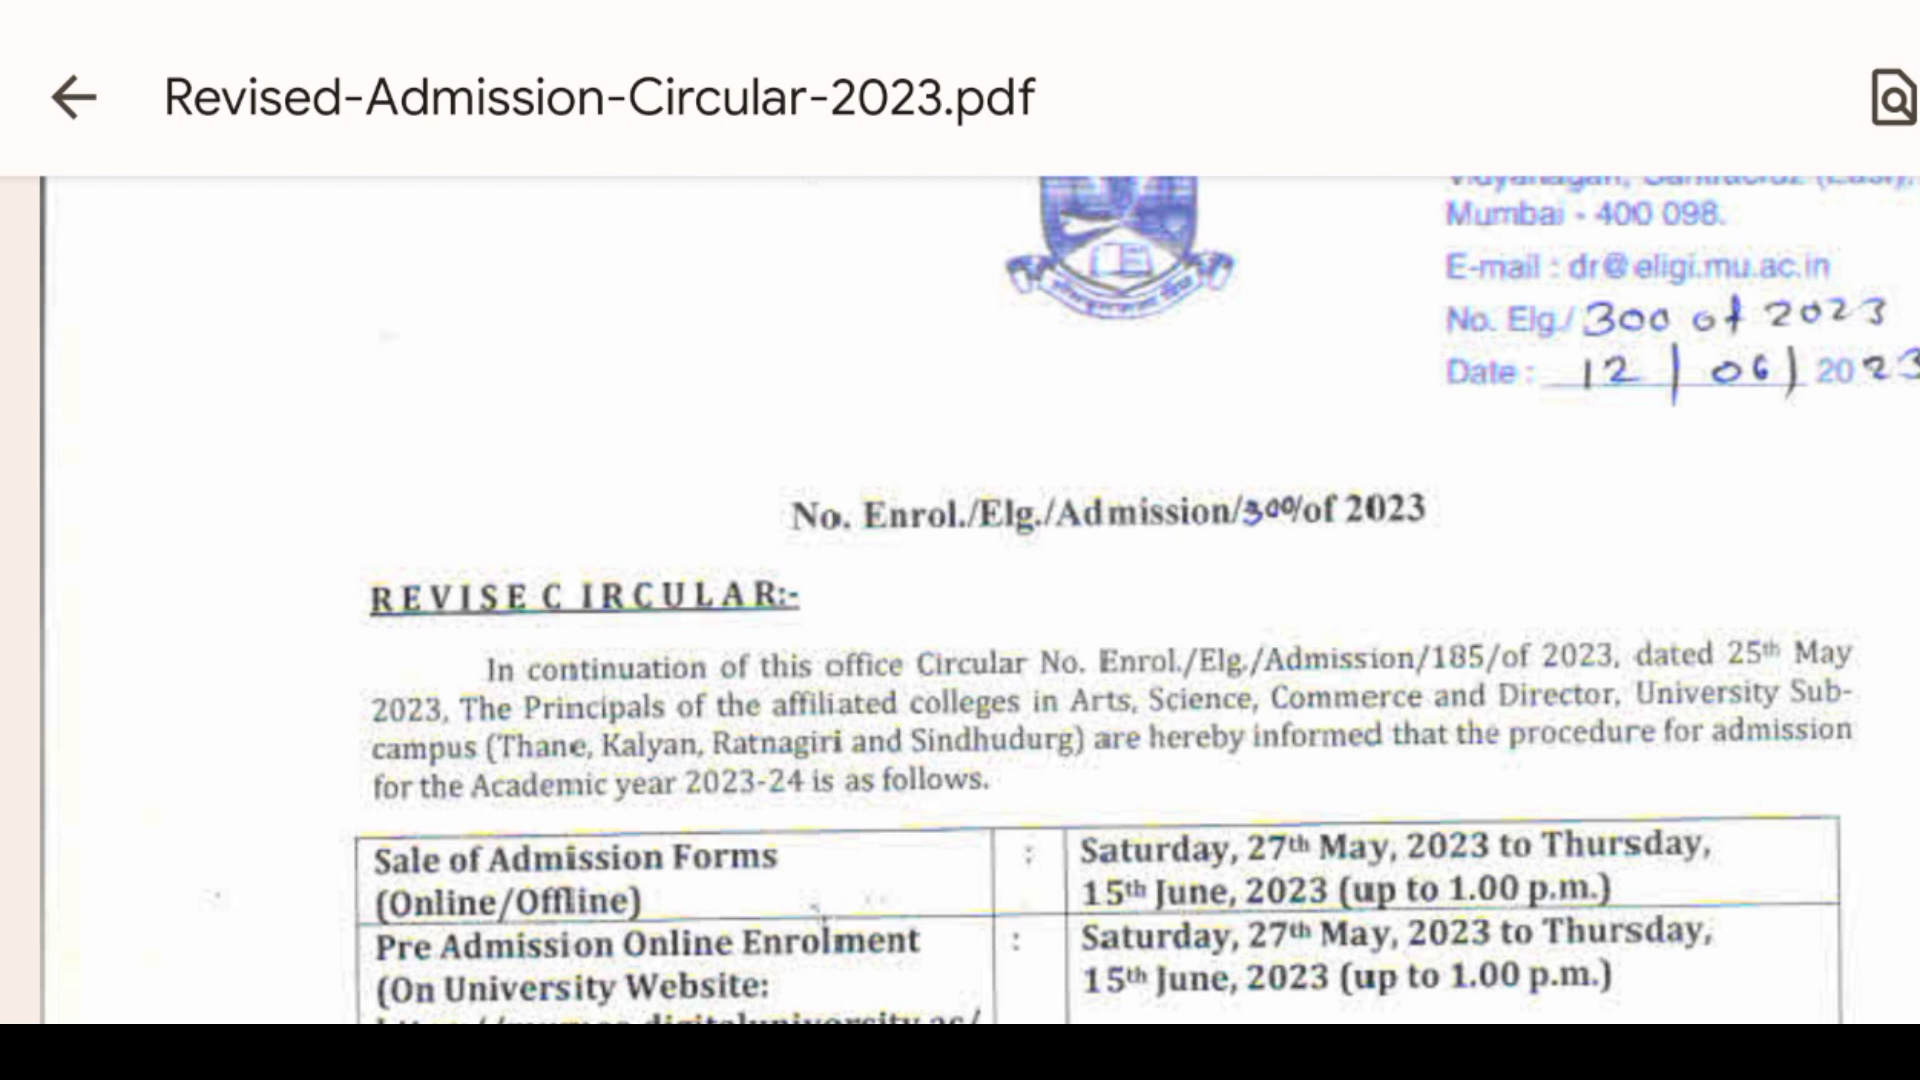 Revised-Admission-Circular-2023.pdf
Mumbai - 400 098.
E-mail : dr@eligi.mu.ac.in
No. Elg./ 300 of 2023
Date : 12 | 06 | 2023
No. Enrol./Elg./Admission/300/of 2023
REVISE C IRCULAR:-
In continuation of this office Circular No. Enrol./Elg./Admission/185/of 2023, dated 25th May
2023, The Principals of the affiliated colleges in Arts, Science, Commerce and Director, University Sub-
campus (Thane, Kalyan, Ratnagiri and Sindhudurg) are hereby informed that the procedure for admission
for the Academic year 2023-24 is as follows.
Sale of Admission Forms : Saturday, 27th May, 2023 to Thursday,
(Online/Offline) 15th June, 2023 (up to 1.00 p.m.)
Pre Admission Online Enrolment : Saturday, 27th May, 2023 to Thursday,
(On University Website: 15th June, 2023 (up to 1.00 p.m.)